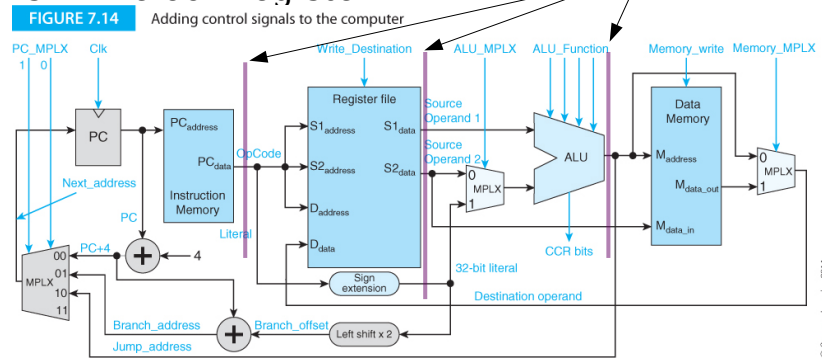 FIGURE 7.14
Adding control signals to the computer
PC_MPLX
1 0
Clk
Write_Destination
ALU_MPLX
ALU_Function
Memory_write
Memory_MPLX
PC
PCaddress
PCdata
Instruction
Memory
OpCode
Literal
Register file
S1address
S1data
S2address
S2data
Daddress
Ddata
Source
Operand 1
Source
Operand 2
0
MPLX
1
ALU
CCR bits
Data
Memory
Maddress
Mdata_out
Mdata_in
0
MPLX
1
Next_address
PC
PC+4
4
+
MPLX
00
01
10
11
Sign
extension
32-bit literal
Destination operand
Branch_address
+
Branch_offset
Left shift x 2
Jump_address